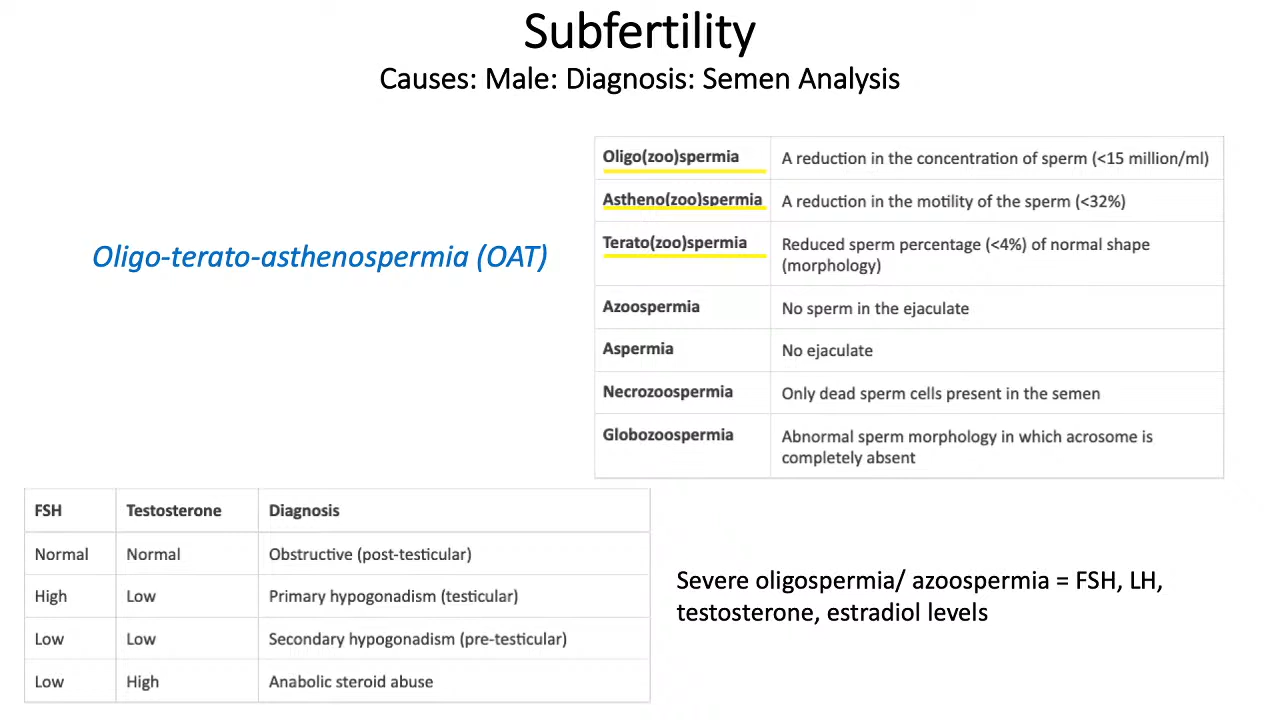 Subfertility
Causes: Male: Diagnosis: Semen Analysis
Oligo(zoo)spermia A reduction in the concentration of sperm (<15 million/ml)
Astheno(zoo)spermia A reduction in the motility of the sperm (<32%)
Terato(zoo)spermia Reduced sperm percentage (<4%) of normal shape
(morphology)
Azoospermia No sperm in the ejaculate
Aspermia No ejaculate
Necrozoospermia Only dead sperm cells present in the semen
Globozoospermia Abnormal sperm morphology in which acrosome is
completely absent
Oligo-terato-asthenospermia (OAT)
FSH Testosterone Diagnosis
Normal Normal Obstructive (post-testicular)
High Low Primary hypogonadism (testicular)
Low Low Secondary hypogonadism (pre-testicular)
Low High Anabolic steroid abuse
Severe oligospermia/ azoospermia = FSH, LH,
testosterone, estradiol levels